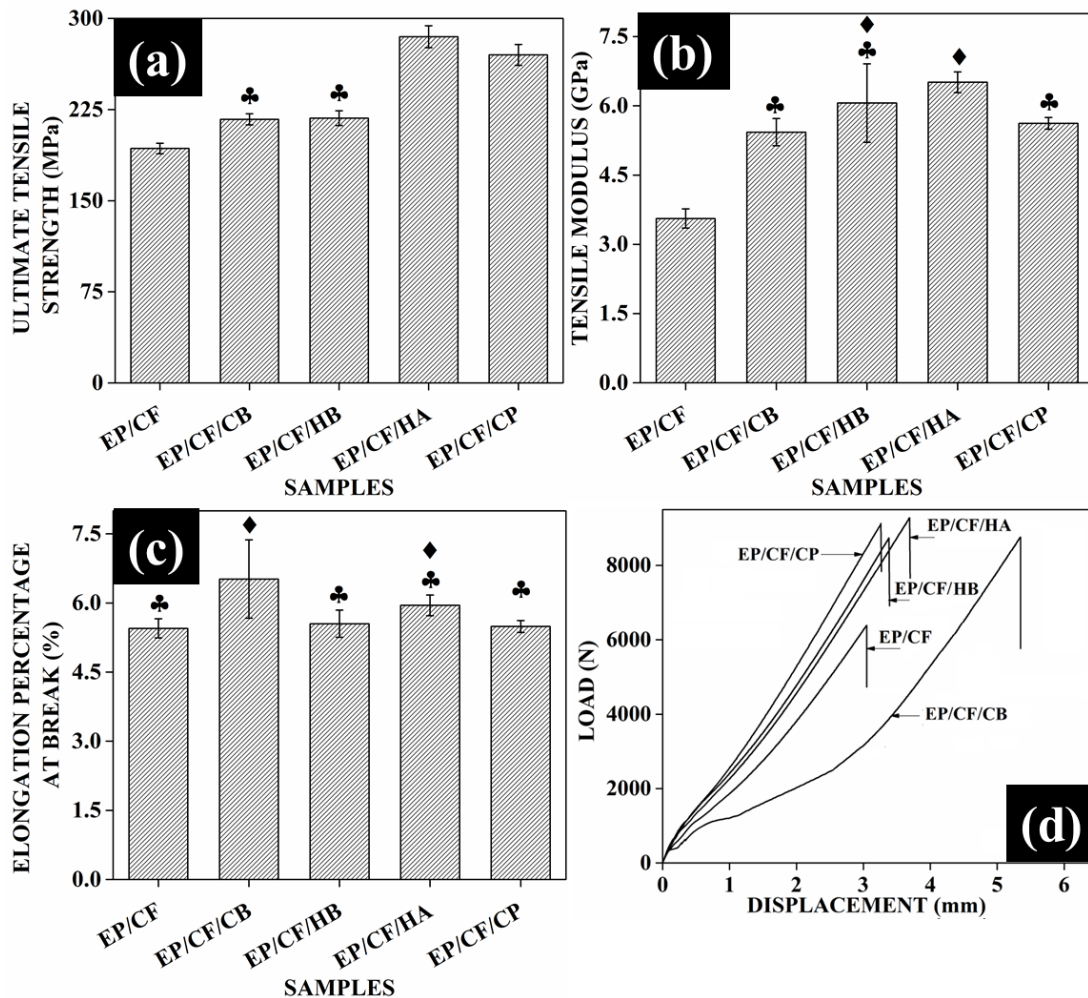 (a)
300
225
150
75
0
ULTIMATE TENSILE
STRENGTH (MPa)
♣ ♣
EP/CF
EP/CF/CB
EP/CF/HB
EP/CF/HA
EP/CF/CP
SAMPLES
(b)
7.5
6.0
4.5
3.0
1.5
0.0
TENSILE MODULUS (GPa)
♦ ♦
♣ ♣ ♣
EP/CF
EP/CF/CB
EP/CF/HB
EP/CF/HA
EP/CF/CP
SAMPLES
(c)
7.5
6.0
4.5
3.0
1.5
0.0
ELONGATION PERCENTAGE
AT BREAK (%)
♦ ♦
♣ ♣ ♣ ♣
EP/CF
EP/CF/CB
EP/CF/HB
EP/CF/HA
EP/CF/CP
SAMPLES
(d)
8000
6000
4000
2000
0
LOAD (N)
EP/CF/HA
EP/CF/CP
EP/CF/HB
EP/CF
EP/CF/CB
0 1 2 3 4 5 6
DISPLACEMENT (mm)